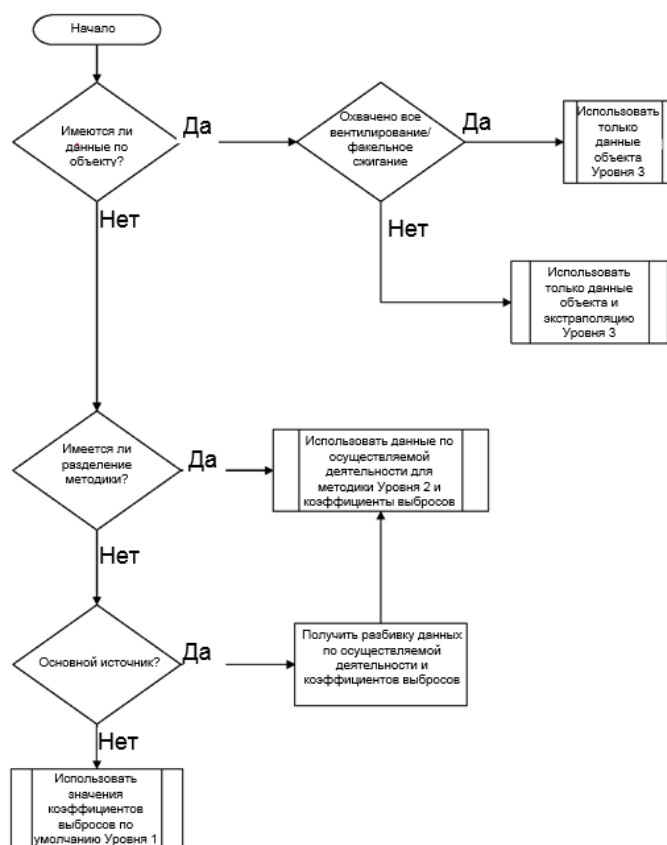 Начало
Имеются ли
данные по
объекту?
Да
Охвачено все
вентилирование/
факельное
сжигание
Да
Использовать
только
данные
объекта
Уровня 3
Нет
Нет
Использовать
только данные
объекта и
экстраполяцию
Уровня 3
Имеется ли
разделение
методики?
Да
Использовать данные по
осуществляемой
деятельности для
методики Уровня 2 и
коэффициенты выбросов
Нет
Основной источник?
Да
Получить разбивку данных
по осуществляемой
деятельности и
коэффициентов выбросов
Нет
Использовать
значения
коэффициентов
выбросов по
умолчанию Уровня 1